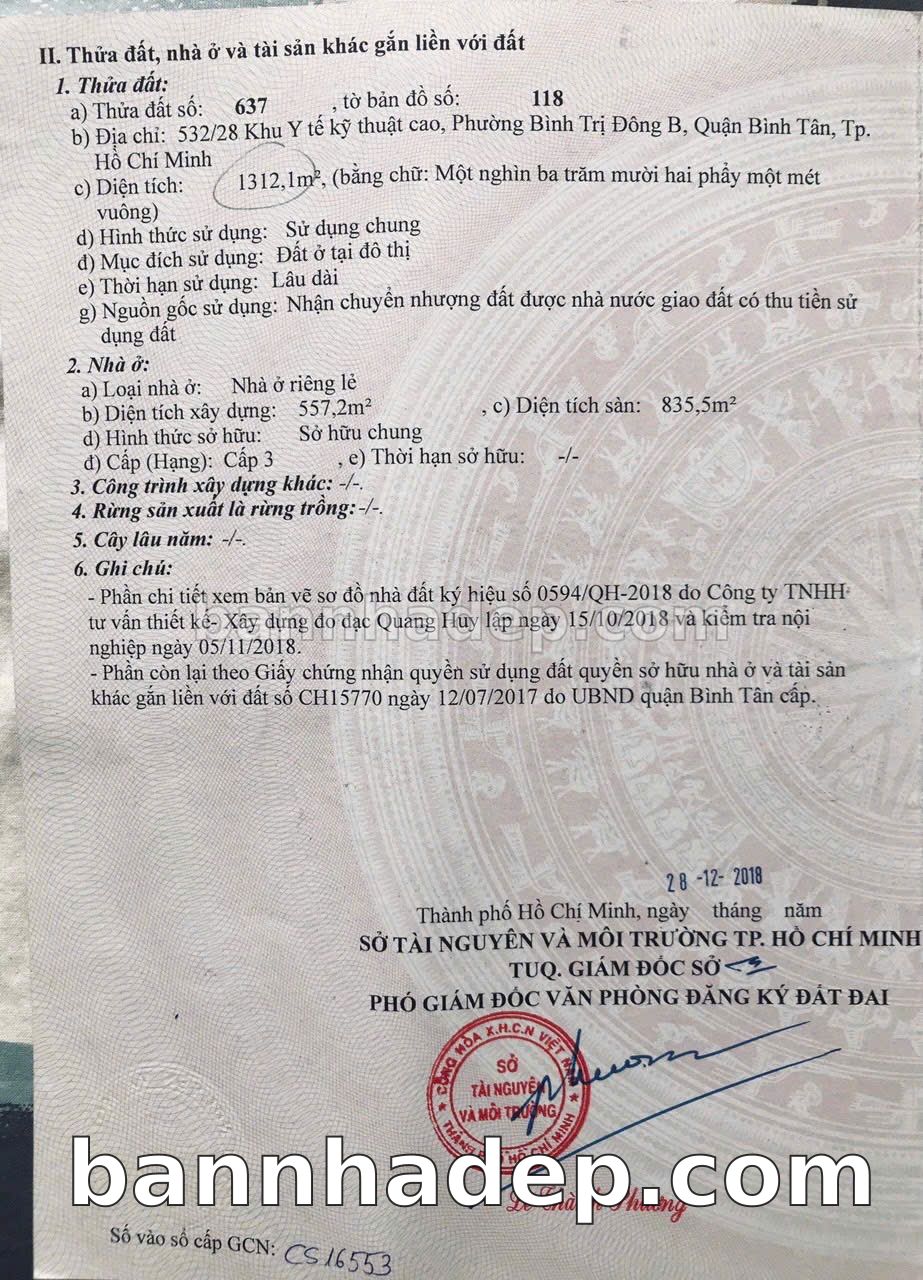 II. Thửa đất, nhà ở và tài sản khác gắn liền với đất
1. Thửa đất:
a) Thửa đất số: 637 , tờ bản đồ số: 118
b) Địa chỉ: 532/28 Khu Y tế kỹ thuật cao, Phường Bình Trị Đông B, Quận Bình Tân, Tp.
Hồ Chí Minh
c) Diện tích: 1312,1m², (bằng chữ: Một nghìn ba trăm mười hai phẩy một mét
vuông)
d) Hình thức sử dụng: Sử dụng chung
đ) Mục đích sử dụng: Đất ở tại đô thị
e) Thời hạn sử dụng: Lâu dài
g) Nguồn gốc sử dụng: Nhận chuyển nhượng đất được nhà nước giao đất có thu tiền sử
dụng đất
2. Nhà ở:
a) Loại nhà ở: Nhà ở riêng lẻ
b) Diện tích xây dựng: 557,2m² , c) Diện tích sàn: 835,5m²
d) Hình thức sở hữu: Sở hữu chung
đ) Cấp (Hạng): Cấp 3 , e) Thời hạn sở hữu: -/-
3. Công trình xây dựng khác: -/-.
4. Rừng sản xuất là rừng trồng:-/-.
5. Cây lâu năm: -/-.
6. Ghi chú:
- Phần chi tiết xem bản vẽ sơ đồ nhà đất ký hiệu số 0594/QH-2018 do Công ty TNHH
bannhadep.com
tư vấn thiết kế- Xây dựng đo đạc Quang Huy lập ngày 15/10/2018 và kiểm tra nội
nghiệp ngày 05/11/2018.
- Phần còn lại theo Giấy chứng nhận quyền sử dụng đất quyền sở hữu nhà ở và tài sản
khác gắn liền với đất số CH15770 ngày 12/07/2017 do UBND quận Bình Tân cấp.
28 -12- 2018
Thành phố Hồ Chí Minh, ngày tháng năm
SỞ TÀI NGUYÊN VÀ MÔI TRƯỜNG TP. HỒ CHÍ MINH
TUQ. GIÁM ĐỐC SỞ
PHÓ GIÁM ĐỐC VĂN PHÒNG ĐĂNG KÝ ĐẤT ĐAI
CỘNG HÒA X.H.C.N VIỆT NAM
SỞ
TÀI NGUYÊN
VÀ MÔI TRƯỜNG
THÀNH PHỐ HỒ CHÍ MINH
bannhadep.com
Lê Thành Phương
Số vào sổ cấp GCN: CS16553